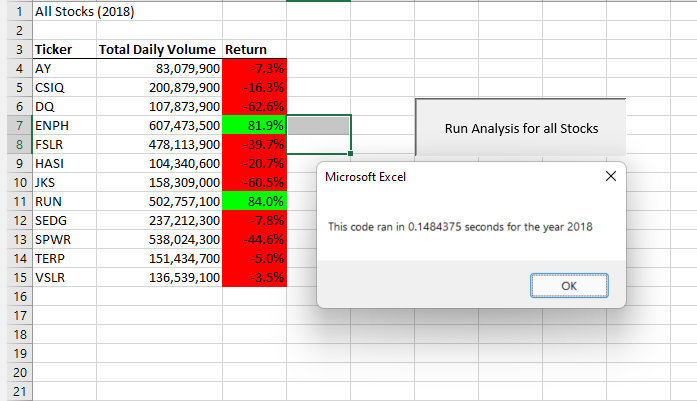 1 All Stocks (2018)
2
3 Ticker Total Daily Volume Return
4 AY 83,079,900 -7.3%
5 CSIQ 200,879,900 -16.3%
6 DQ 107,873,900 -62.6%
7 ENPH 607,473,500 81.9%
8 FSLR 478,113,900 -39.7%
9 HASI 104,340,600 -20.7%
10 JKS 158,309,000 -60.5%
11 RUN 502,757,100 84.0%
12 SEDG 237,212,300 -7.8%
13 SPWR 538,024,300 -44.6%
14 TERP 151,434,700 -5.0%
15 VSLR 136,539,100 -3.5%
16
17
18
19
20
21
Run Analysis for all Stocks
Microsoft Excel
This code ran in 0.1484375 seconds for the year 2018
OK